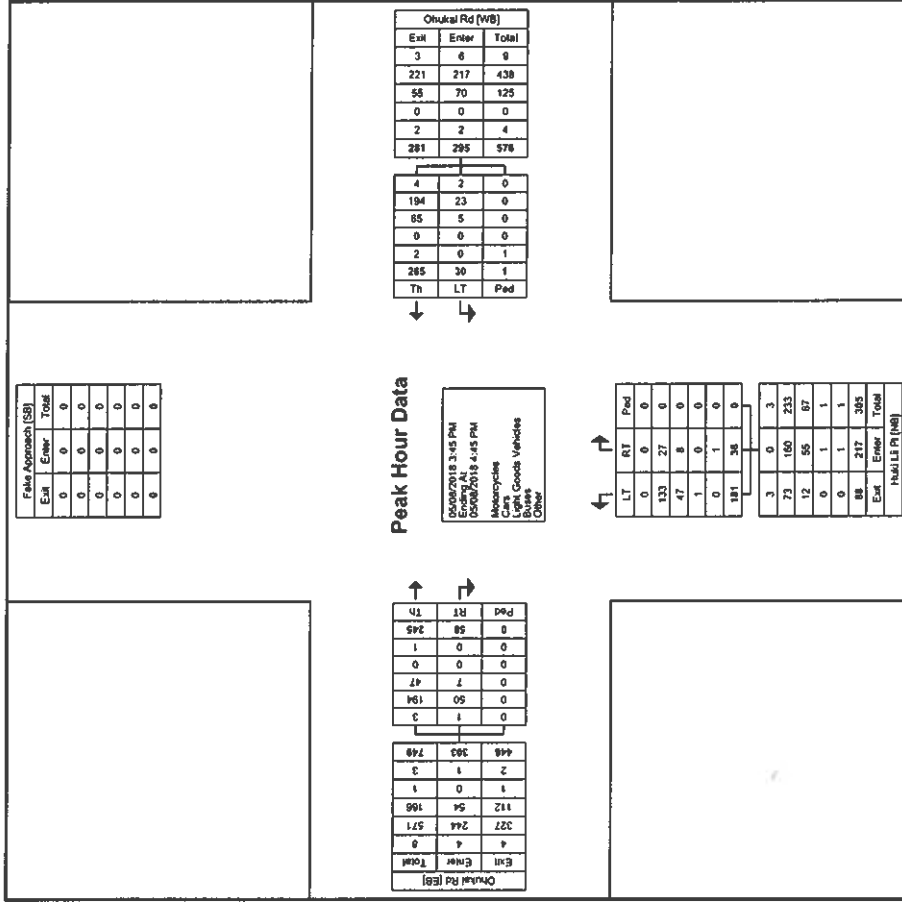 Ohukai Rd [WB]
Exit Enter Total
3 6 9
221 217 438
55 70 125
0 0 0
2 2 4
281 295 576
4 2 0
194 23 0
65 5 0
0 0 0
2 0 1
265 30 1
Th LT Ped
Fake Approach [SB]
Exit Enter Total
0 0 0
0 0 0
0 0 0
0 0 0
0 0 0
0 0 0
Peak Hour Data
05/08/2018 3:45 PM
Ending At
05/08/2018 4:45 PM
Motorcycles
Cars
Light Goods Vehicles
Buses
Other
LT RT Ped
0 0 0
133 27 0
47 8 0
1 0 0
0 1 0
181 36 0
3 0 3
73 160 233
12 55 67
0 1 1
0 1 1
88 217 305
Exit Enter Total
Huki Lii Pl [NB]
Ohukai Rd [EB]
Exit Enter Total
4 4 8
327 244 571
112 54 166
1 0 1
2 1 3
446 303 749
0 1 3
0 50 194
0 7 47
0 0 0
0 0 1
0 58 245
Ped RT Th